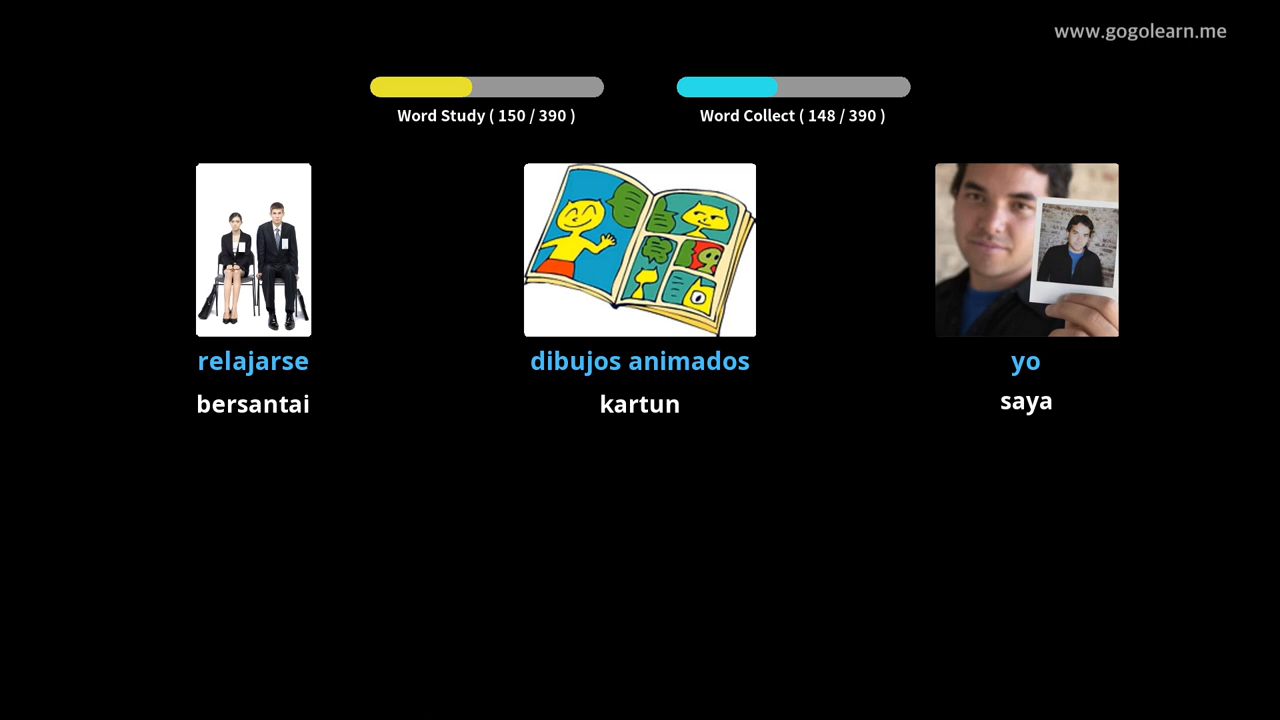 www.gogolearn.me
Word Study ( 150 / 390 )
Word Collect ( 148 / 390 )
relajarse
dibujos animados
yo
bersantai
kartun
saya